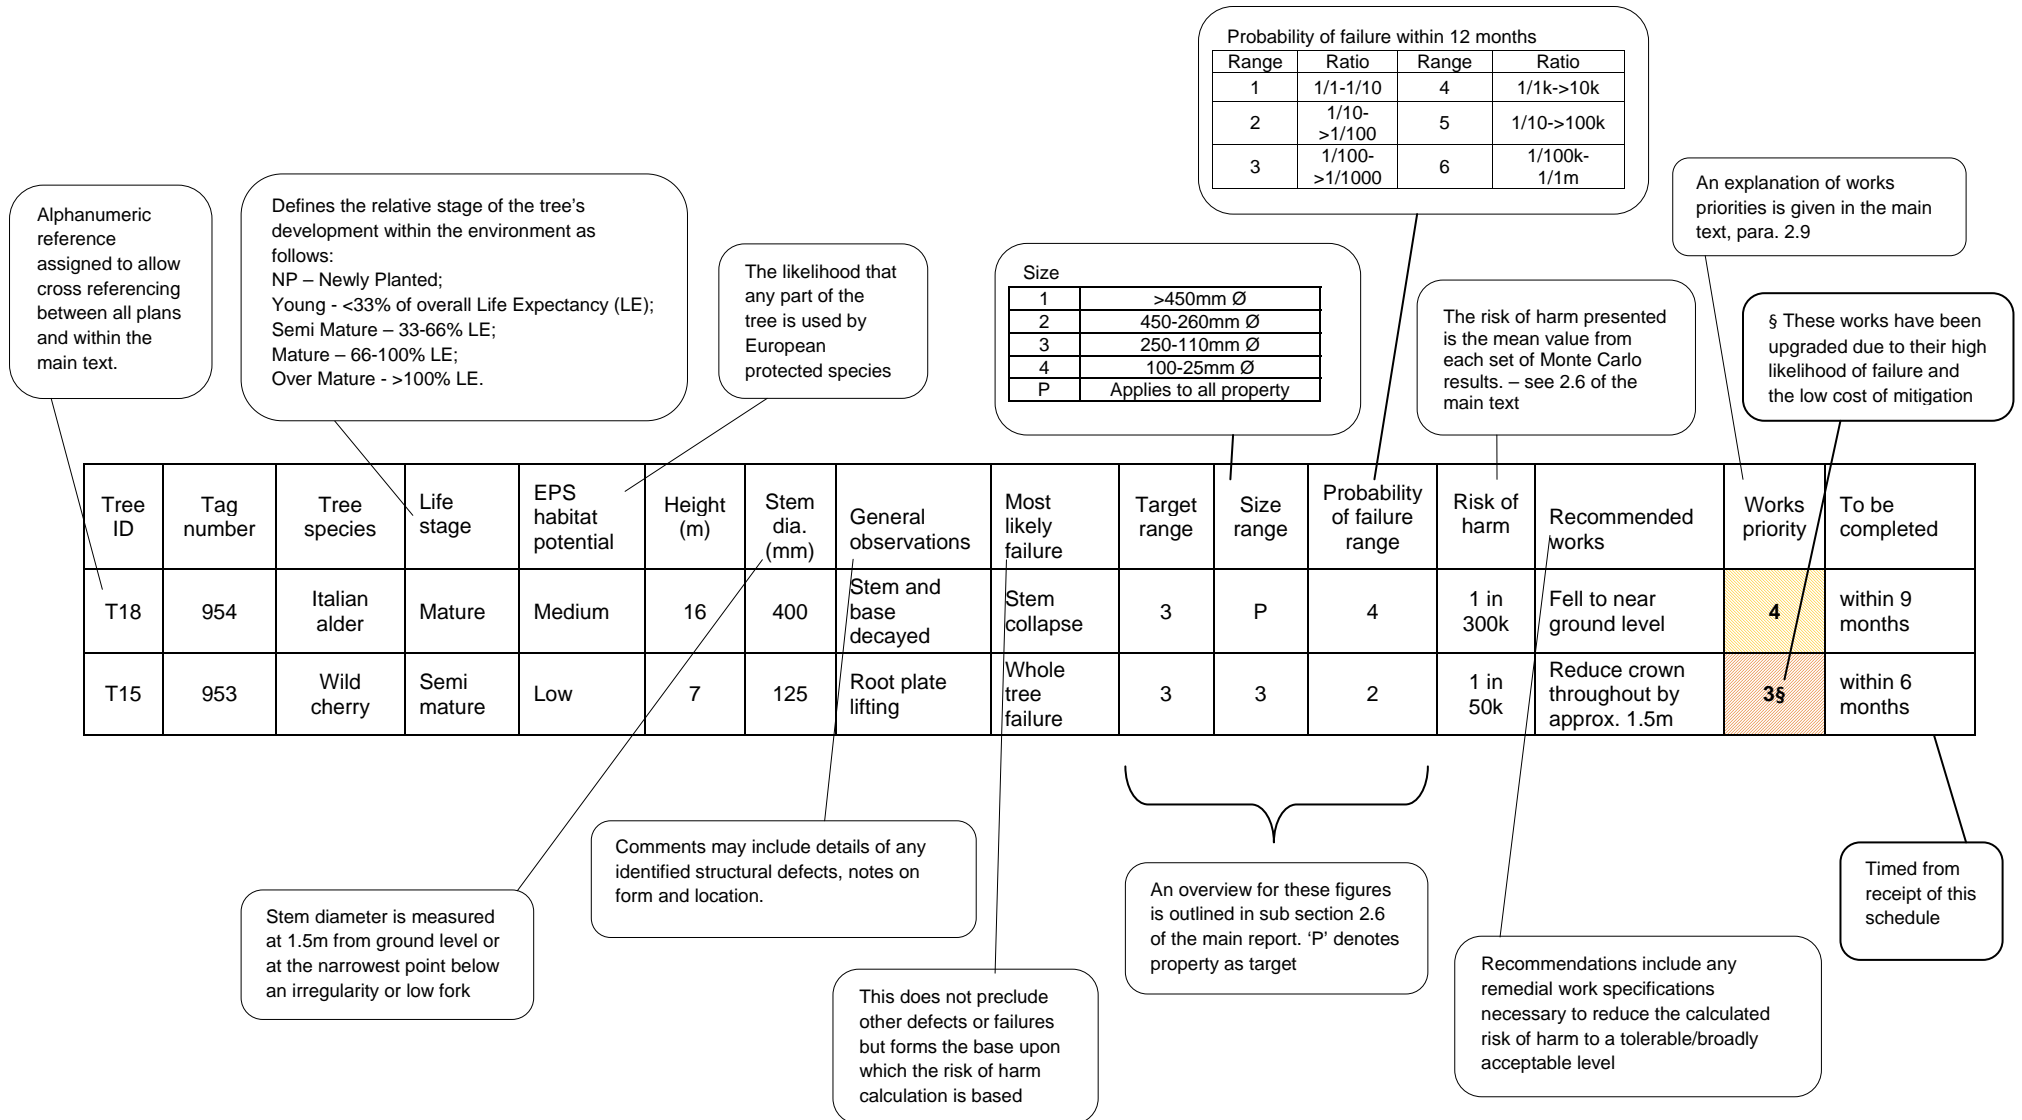 Probability of failure within 12 months
Range Ratio Range Ratio
1 1/1-1/10 4 1/1k->10k
2 1/10-
>1/100 5 1/10->100k
3 1/100-
>1/1000 6 1/100k-
1/1m
Alphanumeric
reference
assigned to allow
cross referencing
between all plans
and within the
main text.
Defines the relative stage of the tree’s
development within the environment as
follows:
NP – Newly Planted;
Young - <33% of overall Life Expectancy (LE);
Semi Mature – 33-66% LE;
Mature – 66-100% LE;
Over Mature - >100% LE.
The likelihood that
any part of the
tree is used by
European
protected species
Size
1 >450mm Ø
2 450-260mm Ø
3 250-110mm Ø
4 100-25mm Ø
P Applies to all property
An explanation of works
priorities is given in the main
text, para. 2.9
The risk of harm presented
is the mean value from
each set of Monte Carlo
results. – see 2.6 of the
main text
§ These works have been
upgraded due to their high
likelihood of failure and
the low cost of mitigation
Tree
ID
Tag
number
Tree
species
Life
stage
EPS
habitat
potential
Height
(m)
Stem
dia.
(mm)
General
observations
Most
likely
failure
Target
range
Size
range
Probability
of failure
range
Risk of
harm
Recommended
works
Works
priority
To be
completed
T18
954
Italian
alder
Mature
Medium
16
400
Stem and
base
decayed
Stem
collapse
3
P
4
1 in
300k
Fell to near
ground level
4
within 9
months
T15
953
Wild
cherry
Semi
mature
Low
7
125
Root plate
lifting
Whole
tree
failure
3
3
2
1 in
50k
Reduce crown
throughout by
approx. 1.5m
3§
within 6
months
Stem diameter is measured
at 1.5m from ground level or
at the narrowest point below
an irregularity or low fork
Comments may include details of any
identified structural defects, notes on
form and location.
This does not preclude
other defects or failures
but forms the base upon
which the risk of harm
calculation is based
An overview for these figures
is outlined in sub section 2.6
of the main report. ‘P’ denotes
property as target
Recommendations include any
remedial work specifications
necessary to reduce the calculated
risk of harm to a tolerable/broadly
acceptable level
Timed from
receipt of this
schedule